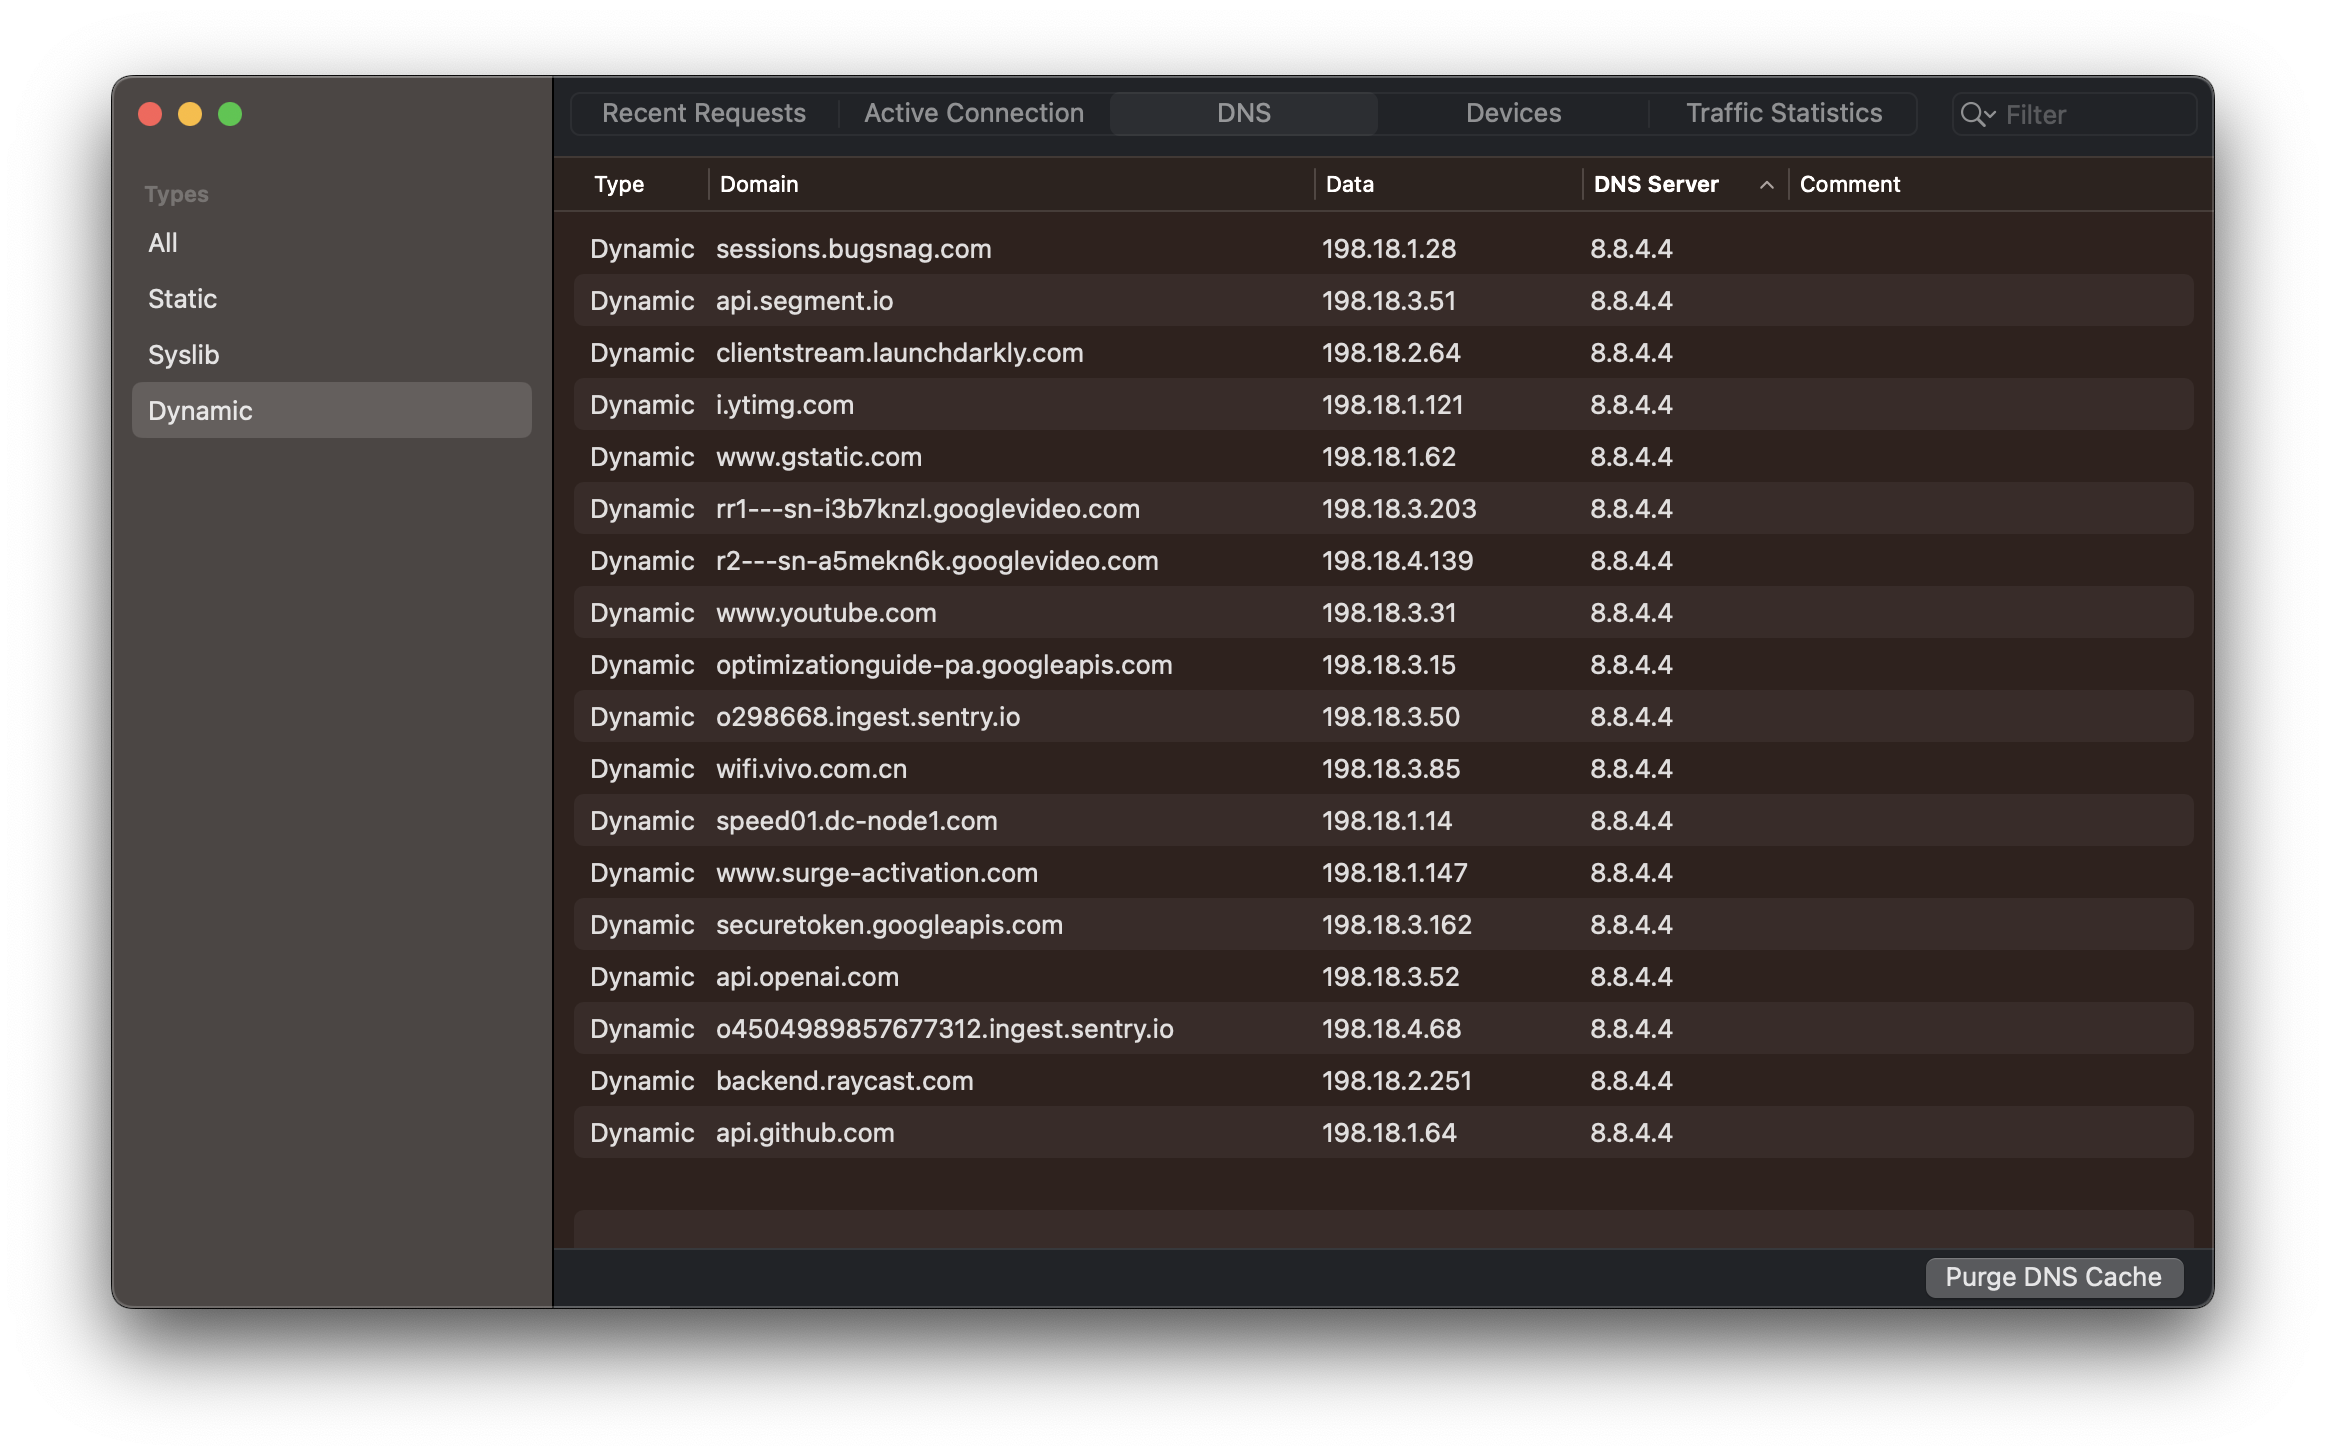 Recent Requests Active Connection DNS Devices Traffic Statistics Filter
Types
All
Static
Syslib
Dynamic
Type Domain Data DNS Server Comment
Dynamic sessions.bugsnag.com 198.18.1.28 8.8.4.4
Dynamic api.segment.io 198.18.3.51 8.8.4.4
Dynamic clientstream.launchdarkly.com 198.18.2.64 8.8.4.4
Dynamic i.ytimg.com 198.18.1.121 8.8.4.4
Dynamic www.gstatic.com 198.18.1.62 8.8.4.4
Dynamic rr1---sn-i3b7knzl.googlevideo.com 198.18.3.203 8.8.4.4
Dynamic r2---sn-a5mekn6k.googlevideo.com 198.18.4.139 8.8.4.4
Dynamic www.youtube.com 198.18.3.31 8.8.4.4
Dynamic optimizationguide-pa.googleapis.com 198.18.3.15 8.8.4.4
Dynamic o298668.ingest.sentry.io 198.18.3.50 8.8.4.4
Dynamic wifi.vivo.com.cn 198.18.3.85 8.8.4.4
Dynamic speed01.dc-node1.com 198.18.1.14 8.8.4.4
Dynamic www.surge-activation.com 198.18.1.147 8.8.4.4
Dynamic securetoken.googleapis.com 198.18.3.162 8.8.4.4
Dynamic api.openai.com 198.18.3.52 8.8.4.4
Dynamic o4504989857677312.ingest.sentry.io 198.18.4.68 8.8.4.4
Dynamic backend.raycast.com 198.18.2.251 8.8.4.4
Dynamic api.github.com 198.18.1.64 8.8.4.4
Purge DNS Cache